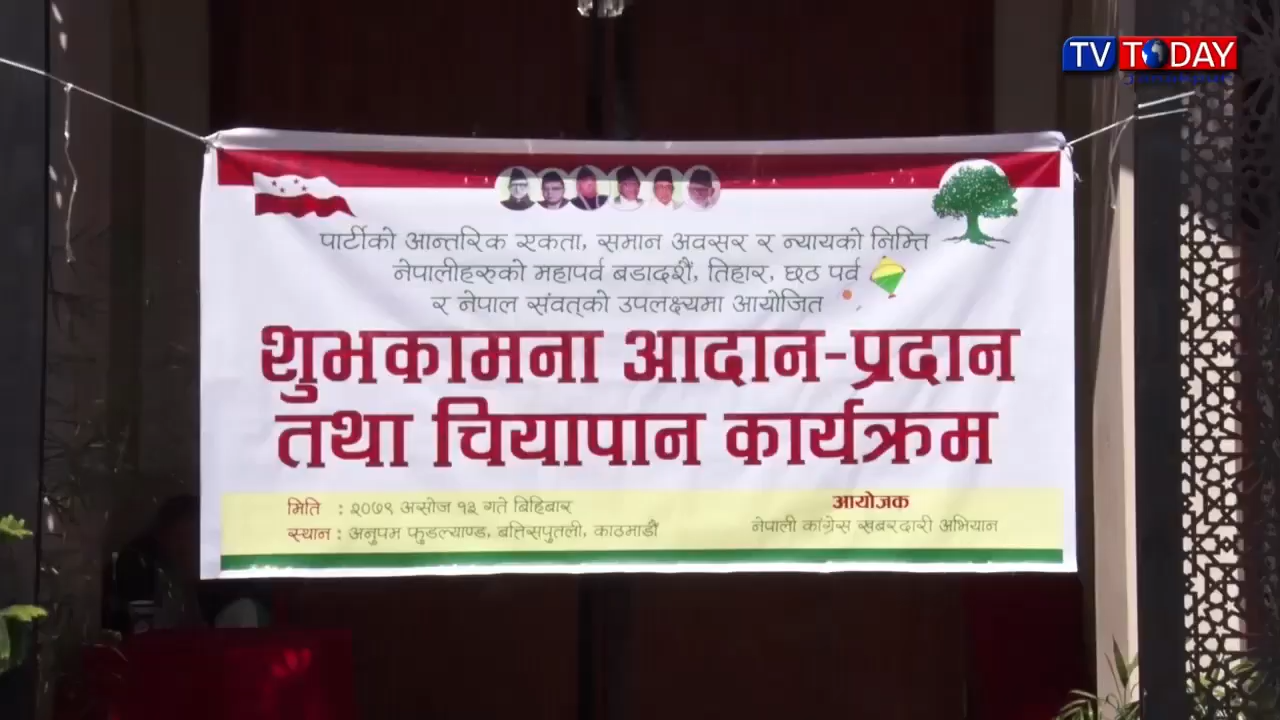 TV TODAY
पार्टीको आन्तरिक एकता, समान अवसर र न्यायको निम्ति
नेपालीहरुको महापर्व बडादशैं, तिहार, छठ पर्व
र नेपाल संवत्को उपलक्ष्यमा आयोजित
शुभकामना आदान-प्रदान
तथा चियापान कार्यक्रम
मिति : २०७९ असोज १३ गते बिहिबार
स्थान : अनुपम फुडल्याण्ड, बत्तिसपुतली, काठमाडौं
आयोजक
नेपाली कांग्रेस खबरदारी अभियान